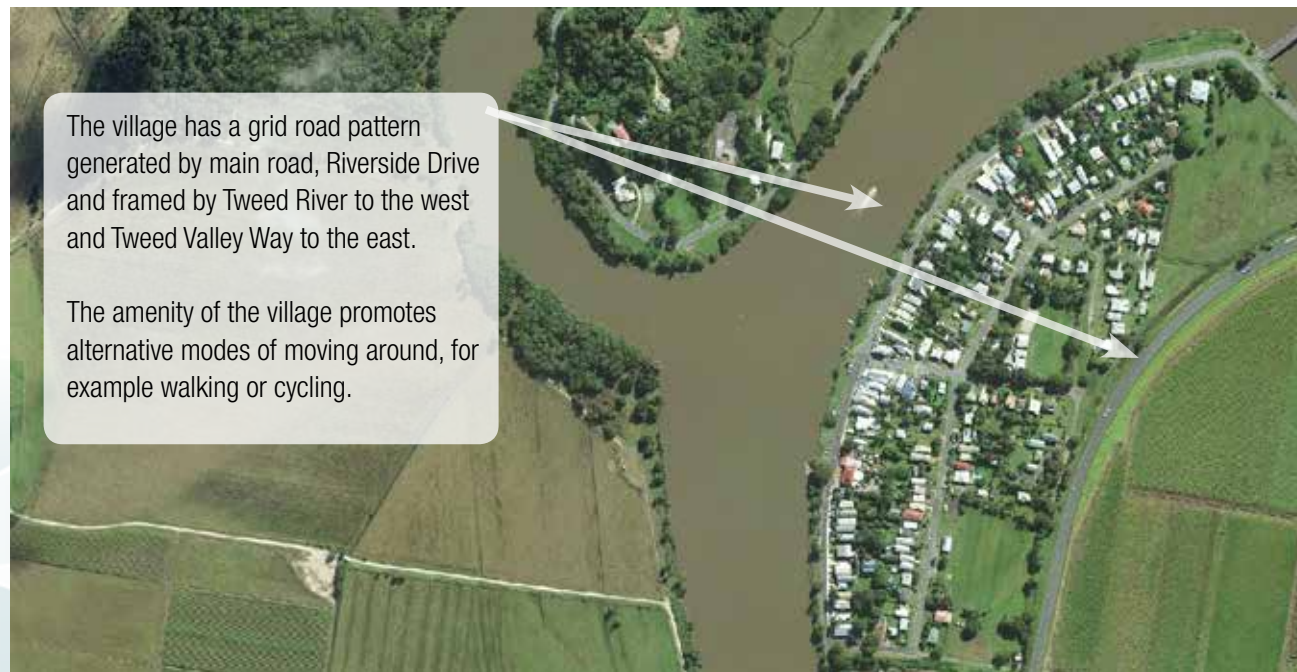 The village has a grid road pattern
generated by main road, Riverside Drive
and framed by Tweed River to the west
and Tweed Valley Way to the east.
The amenity of the village promotes
alternative modes of moving around, for
example walking or cycling.